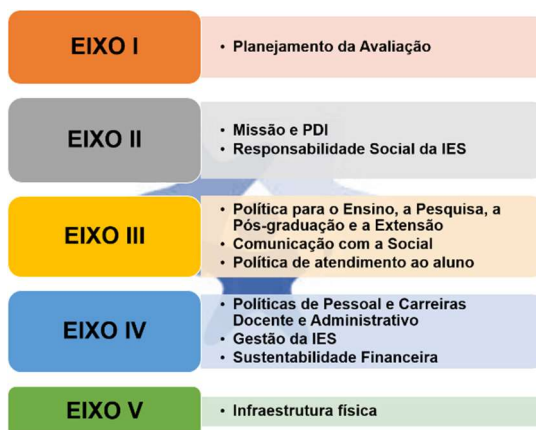 EIXO I
• Planejamento da Avaliação
EIXO II
• Missão e PDI
• Responsabilidade Social da IES
EIXO III
• Política para o Ensino, a Pesquisa, a
Pós-graduação e a Extensão
• Comunicação com a Social
• Política de atendimento ao aluno
EIXO IV
• Políticas de Pessoal e Carreiras
Docente e Administrativo
• Gestão da IES
• Sustentabilidade Financeira
EIXO V
• Infraestrutura física